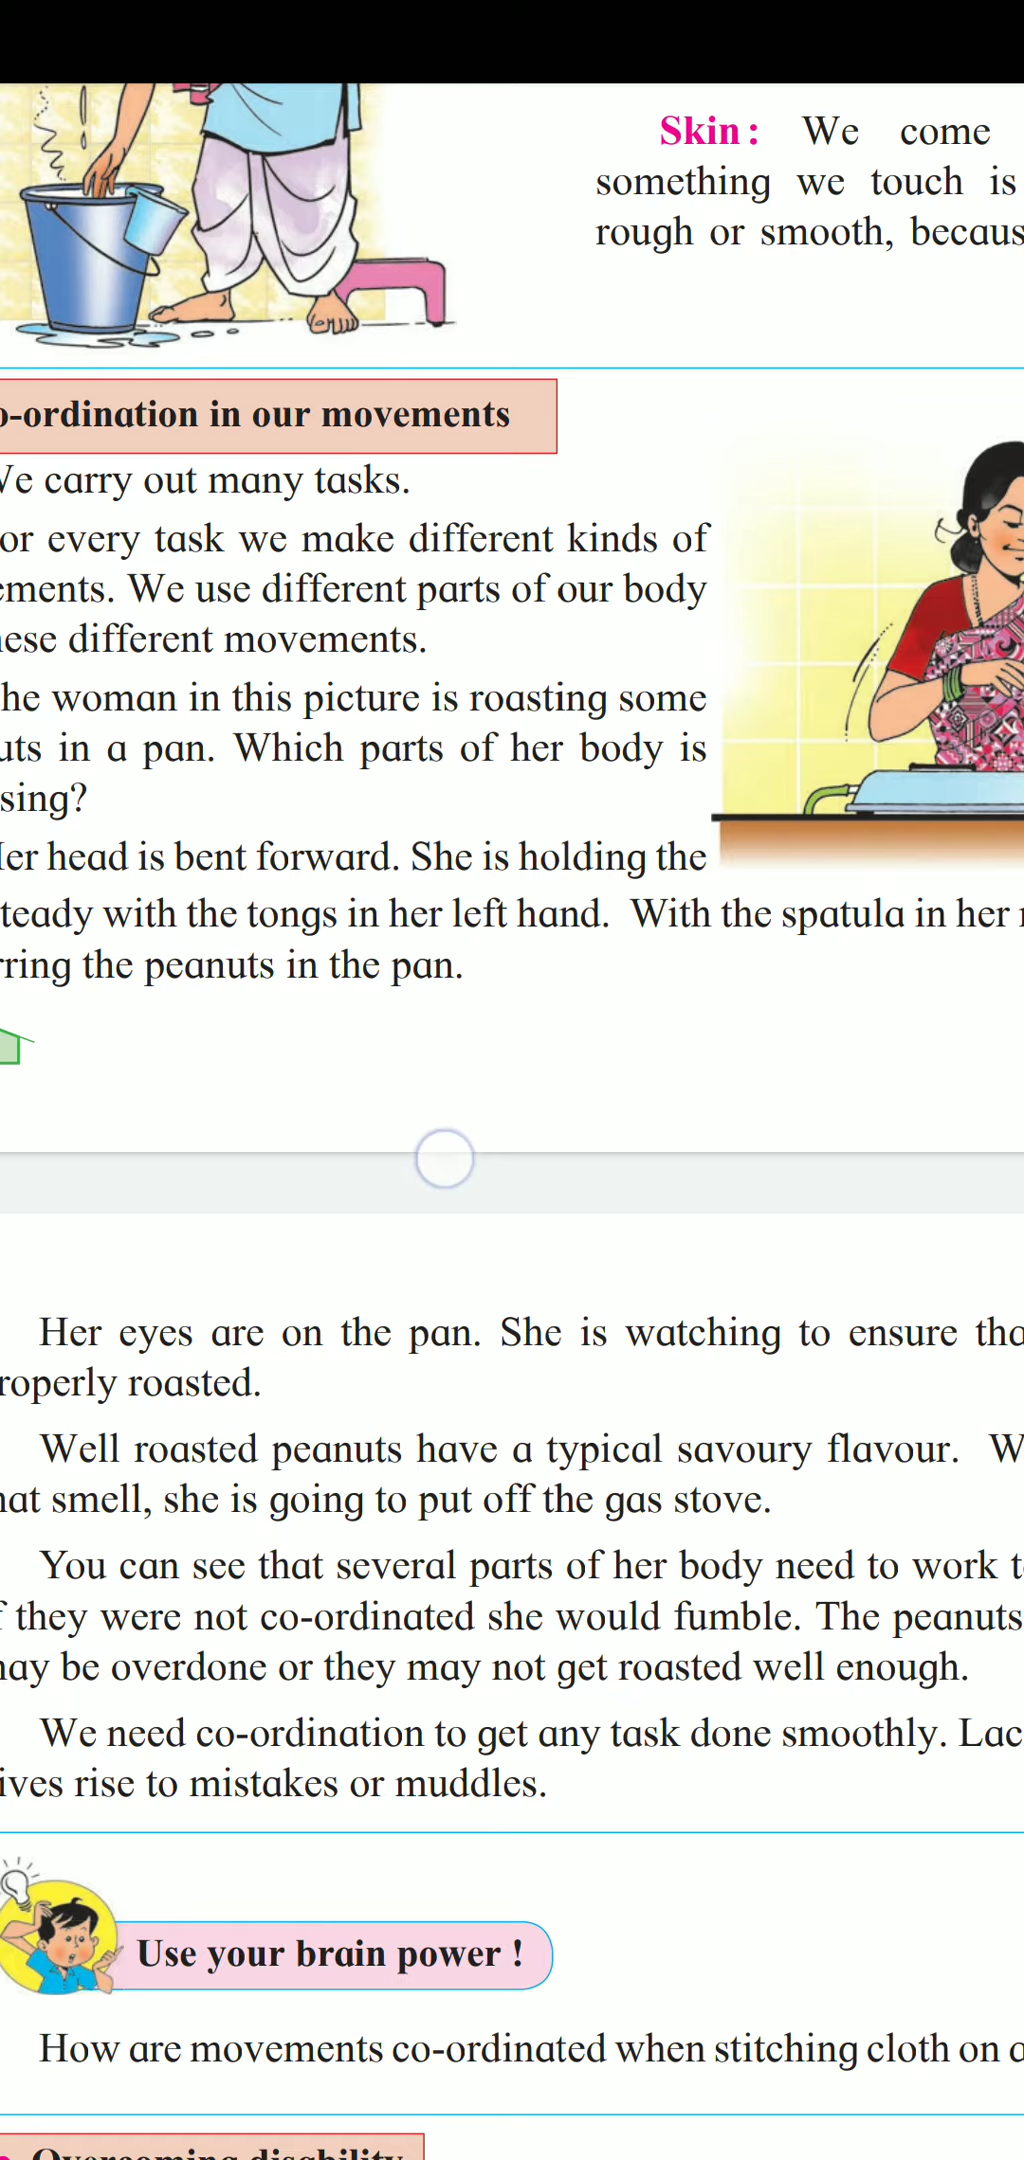 Skin : We come
something we touch is
rough or smooth,
o-ordination in our movements
We carry out many tasks.
or every task we make different kinds of
ements. We use different parts of our body
hese different movements.
he woman in this picture is roasting some
uts in a pan. Which parts of her body is
sing?
Her head is bent forward. She is holding the
teady with the tongs in her left hand. With the spatula in her
rring the peanuts in the pan.
Her eyes are on the pan. She is watching to ensure tha
roperly roasted.
Well roasted peanuts have a typical savoury flavour. W
hat smell, she is going to put off the gas stove.
You can see that several parts of her body need to work t
f they were not co-ordinated she would fumble. The peanuts
may be overdone or they may not get roasted well enough.
We need co-ordination to get any task done smoothly. Lac
ives rise to mistakes or muddles.
Use your brain power !
How are movements co-ordinated when stitching cloth on a
Overcoming disability